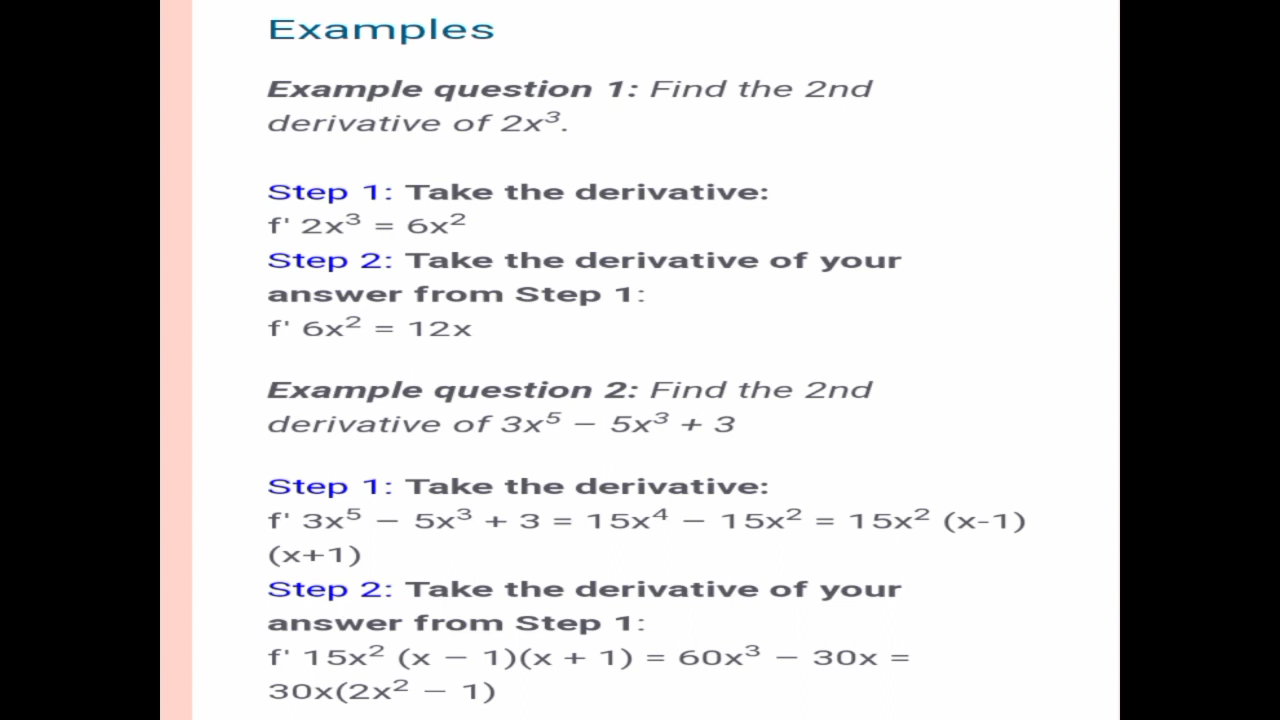 Examples
Example question 1: Find the 2nd
derivative of 2x³.
Step 1: Take the derivative:
f' 2x³ = 6x²
Step 2: Take the derivative of your
answer from Step 1:
f' 6x² = 12x
Example question 2: Find the 2nd
derivative of 3x⁵ − 5x³ + 3
Step 1: Take the derivative:
f' 3x⁵ − 5x³ + 3 = 15x⁴ − 15x² = 15x² (x-1)
(x+1)
Step 2: Take the derivative of your
answer from Step 1:
f' 15x² (x − 1)(x + 1) = 60x³ − 30x =
30x(2x² − 1)